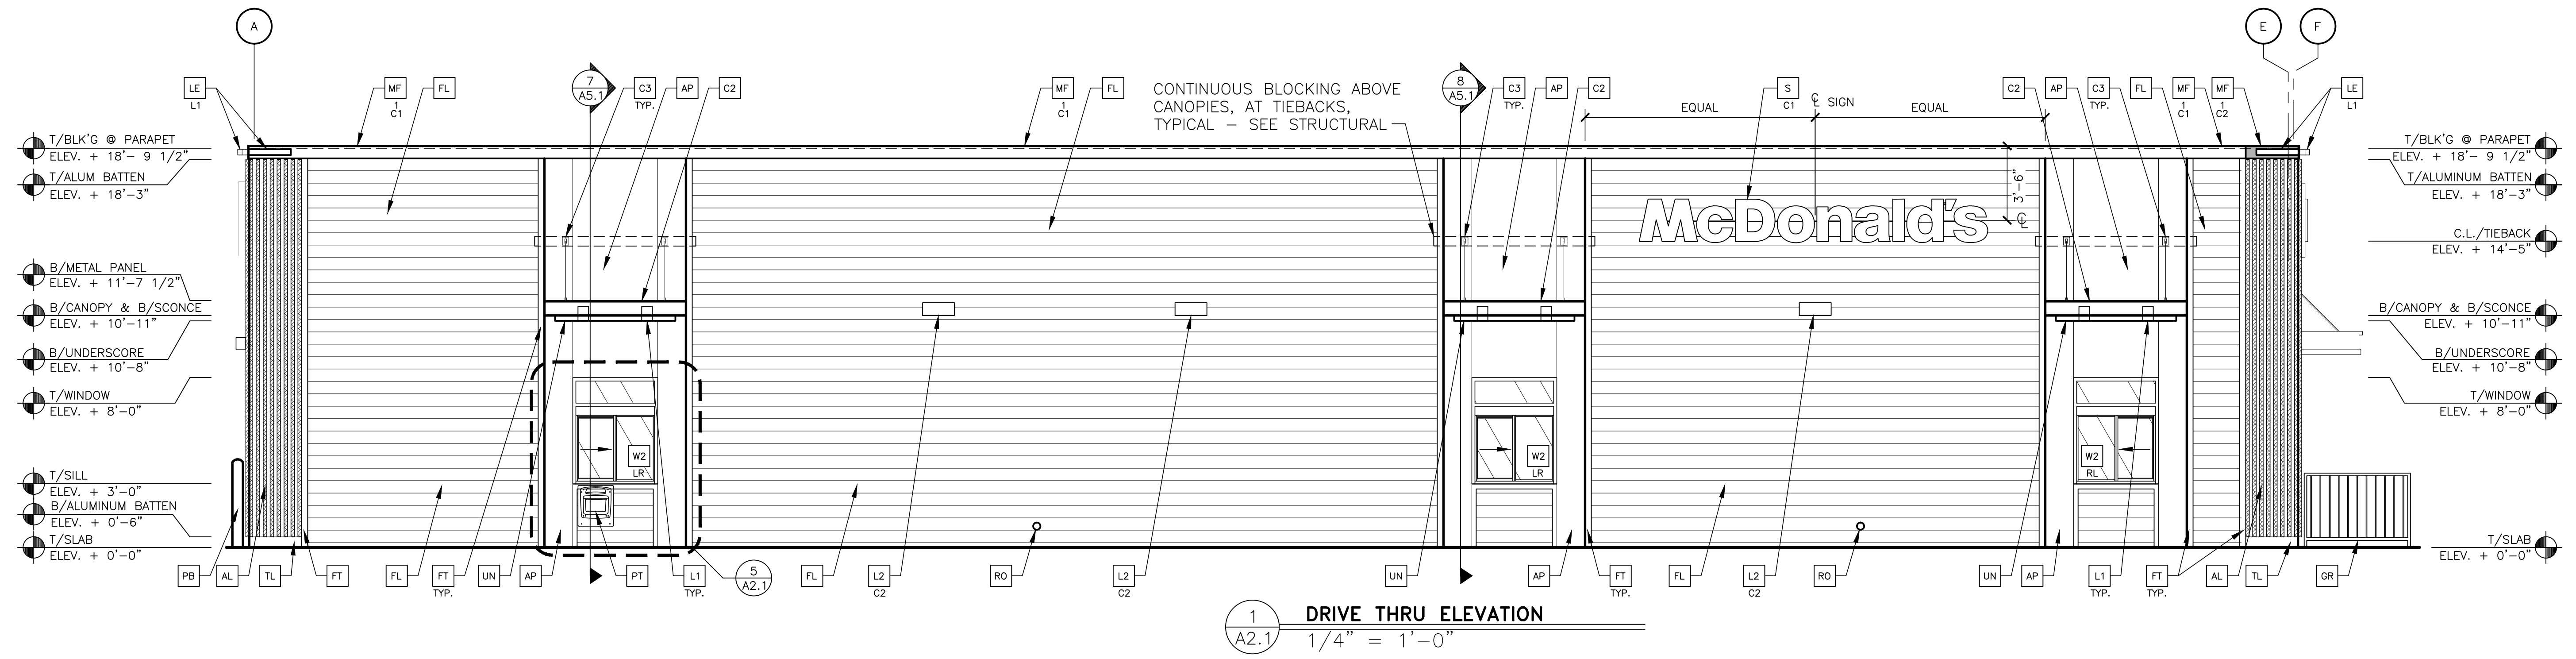 A
E
F
LE
L1
MF
1
C1
FL
7
A5.1
C3
TYP.
AP
C2
MF
1
C1
FL
CONTINUOUS BLOCKING ABOVE
CANOPIES, AT TIEBACKS,
TYPICAL – SEE STRUCTURAL
8
A5.1
C3
TYP.
AP
C2
EQUAL
S
C1
℄ SIGN
EQUAL
C2
AP
C3
TYP.
FL
MF
1
C1
MF
1
C2
LE
L1
T/BLK'G @ PARAPET
ELEV. + 18'- 9 1/2"
T/ALUM BATTEN
ELEV. + 18'-3"
B/METAL PANEL
ELEV. + 11'-7 1/2"
B/CANOPY & B/SCONCE
ELEV. + 10'-11"
B/UNDERSCORE
ELEV. + 10'-8"
T/WINDOW
ELEV. + 8'-0"
T/SILL
ELEV. + 3'-0"
B/ALUMINUM BATTEN
ELEV. + 0'-6"
T/SLAB
ELEV. + 0'-0"
3'-6"
℄
McDonald's
W2
LR
W2
LR
W2
RL
T/BLK'G @ PARAPET
ELEV. + 18'- 9 1/2"
T/ALUMINUM BATTEN
ELEV. + 18'-3"
C.L./TIEBACK
ELEV. + 14'-5"
B/CANOPY & B/SCONCE
ELEV. + 10'-11"
B/UNDERSCORE
ELEV. + 10'-8"
T/WINDOW
ELEV. + 8'-0"
T/SLAB
ELEV. + 0'-0"
PB
AL
TL
FT
FL
FT
TYP.
UN
AP
PT
L1
TYP.
5
A2.1
FL
L2
C2
RO
L2
C2
UN
AP
FT
TYP.
FL
L2
C2
RO
UN
AP
L1
TYP.
FT
TYP.
AL
TL
GR
1
A2.1
DRIVE THRU ELEVATION
1/4" = 1'-0"